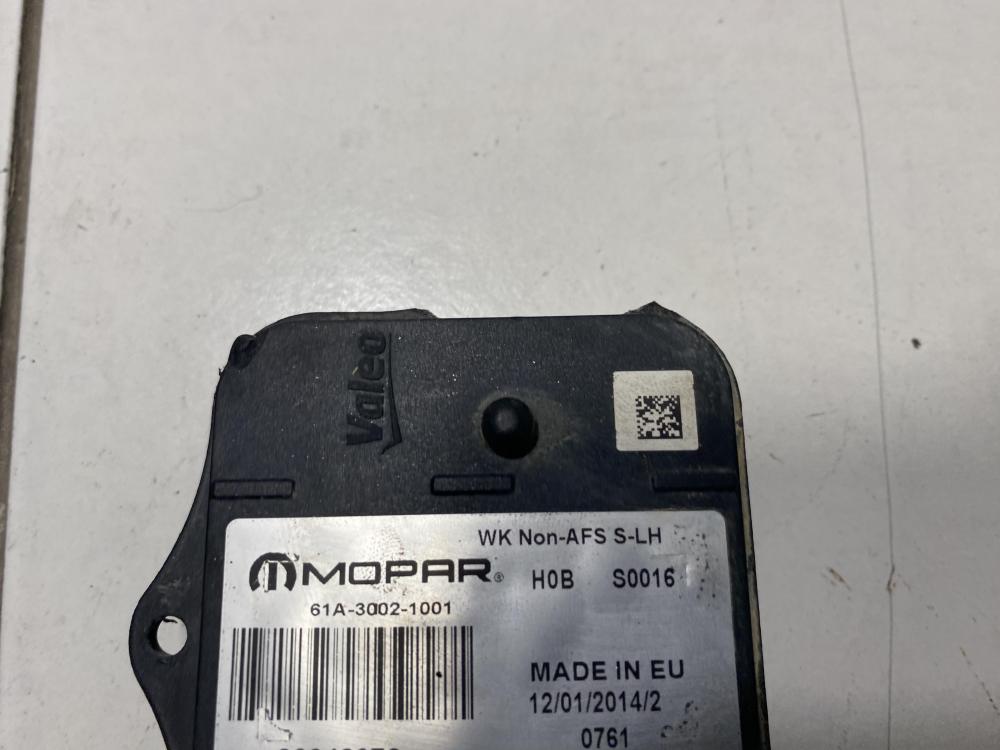 Valeo
WK Non-AFS S-LH
MOPAR®
H0B S0016
61A-3002-1001
MADE IN EU
12/01/2014/2
0761